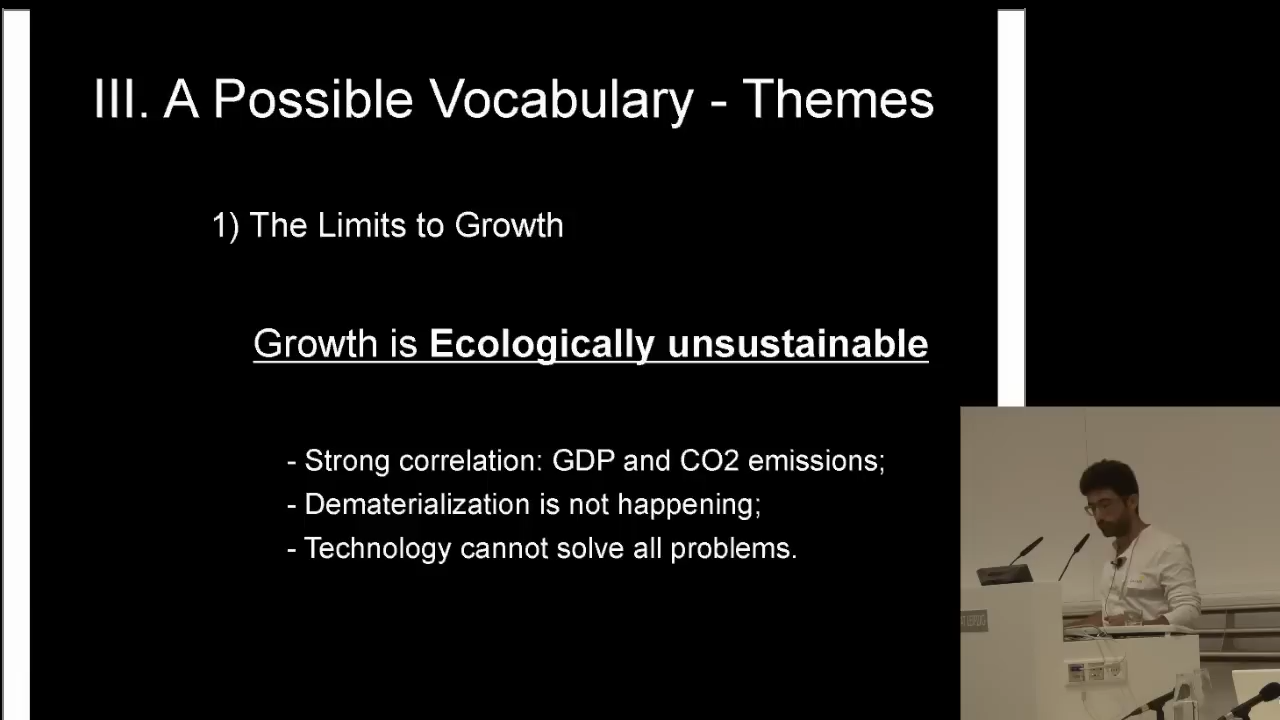 III. A Possible Vocabulary - Themes
1) The Limits to Growth
Growth is Ecologically unsustainable
- Strong correlation: GDP and CO2 emissions;
- Dematerialization is not happening;
- Technology cannot solve all problems.